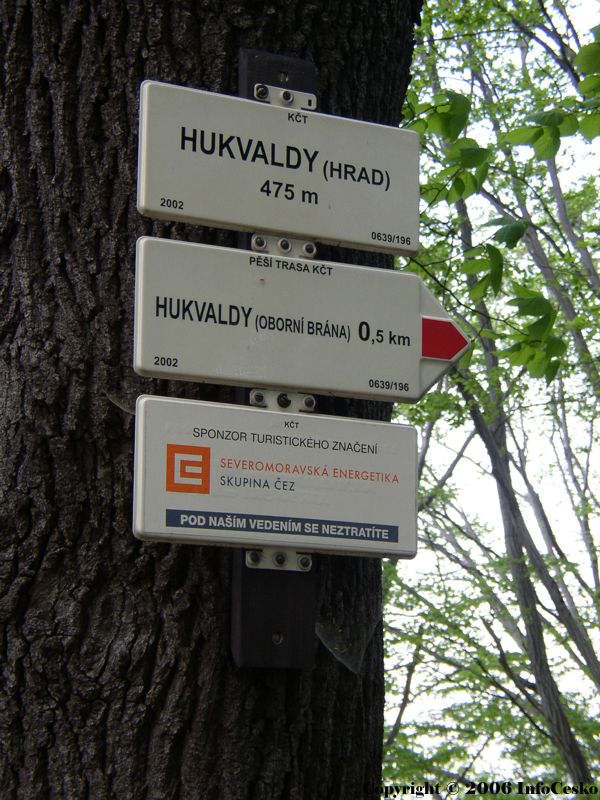 KČT
HUKVALDY (HRAD)
475 m
2002 0639/196
PĚŠÍ TRASA KČT
HUKVALDY (OBORNÍ BRÁNA) 0,5 km
2002 0639/196
KČT
SPONZOR TURISTICKÉHO ZNAČENÍ
SEVEROMORAVSKÁ ENERGETIKA
SKUPINA ČEZ
POD NAŠÍM VEDENÍM SE NEZTRATÍTE
Copyright © 2006 InfoCesko